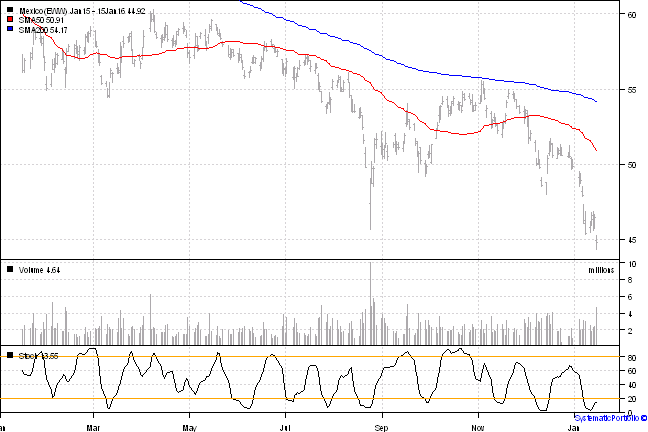 Mexico(EWW) Jan15 - 15Jan16 44.92
SMA50 50.91
SMA200 54.17
60
55
50
45
Volume 4.64
millions
10
8
6
4
2
Stoch 13.55
80
60
40
20
0
Jan
Mar
May
Jul
Sep
Nov
Jan
SystematicPortfolio ©